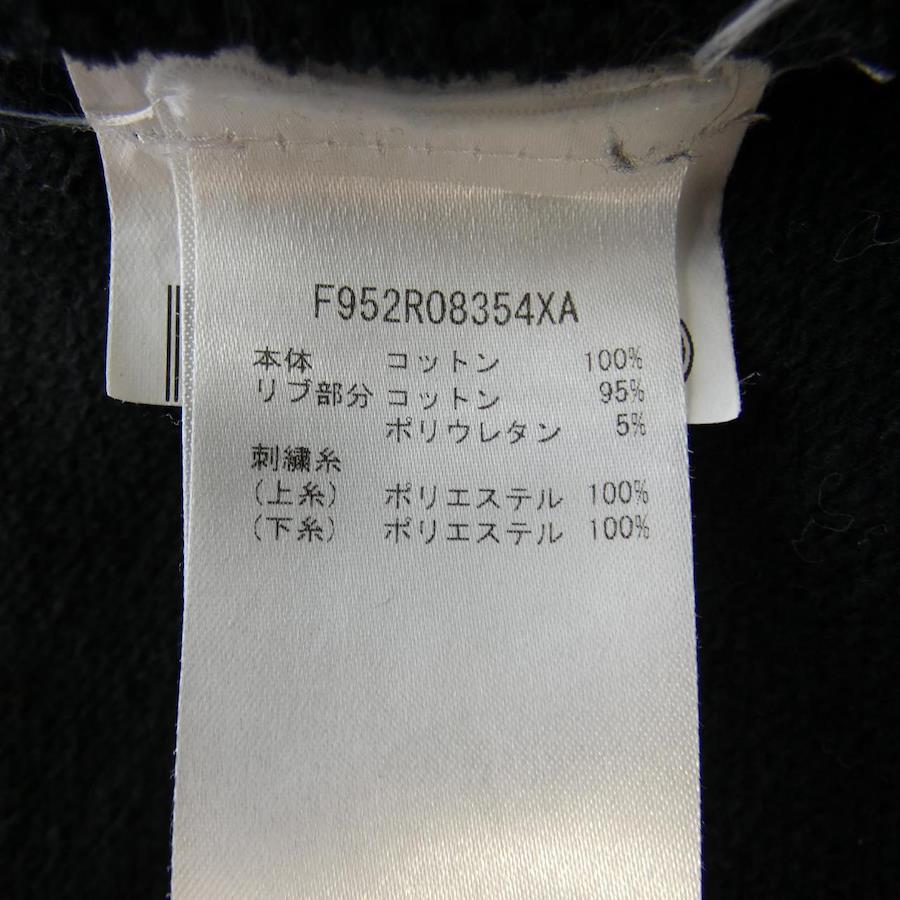 F952R08354XA
本体 コットン 100%
リブ部分 コットン 95%
ポリウレタン 5%
刺繍糸
(上糸) ポリエステル 100%
(下糸) ポリエステル 100%